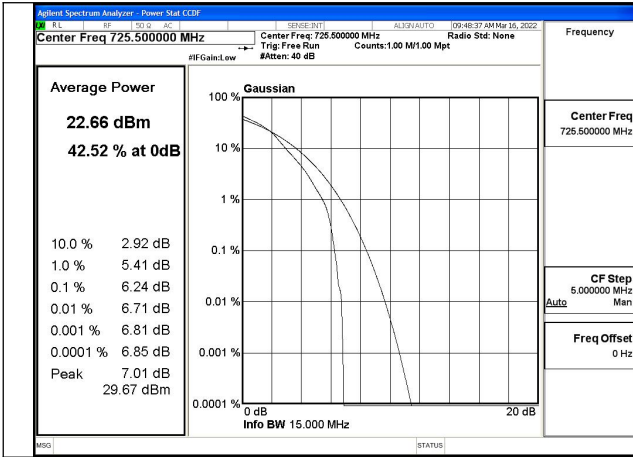 Agilent Spectrum Analyzer - Power Stat CCDF
RL RF 50 Ω AC SENSE:INT ALIGNAUTO 09:48:37 AM Mar 16, 2022
Center Freq 725.500000 MHz
Center Freq: 725.500000 MHz
Radio Std: None
Trig: Free Run Counts:1.00 M/1.00 Mpt
#IFGain:Low #Atten: 40 dB
Frequency
Average Power
22.66 dBm
42.52 % at 0dB
10.0 % 2.92 dB
1.0 % 5.41 dB
0.1 % 6.24 dB
0.01 % 6.71 dB
0.001 % 6.81 dB
0.0001 % 6.85 dB
Peak 7.01 dB
29.67 dBm
Gaussian
100 %
10 %
1 %
0.1 %
0.01 %
0.001 %
0.0001 %
0 dB 20 dB
Info BW 15.000 MHz
Center Freq
725.500000 MHz
CF Step
5.000000 MHz
Auto Man
Freq Offset
0 Hz
MSG STATUS